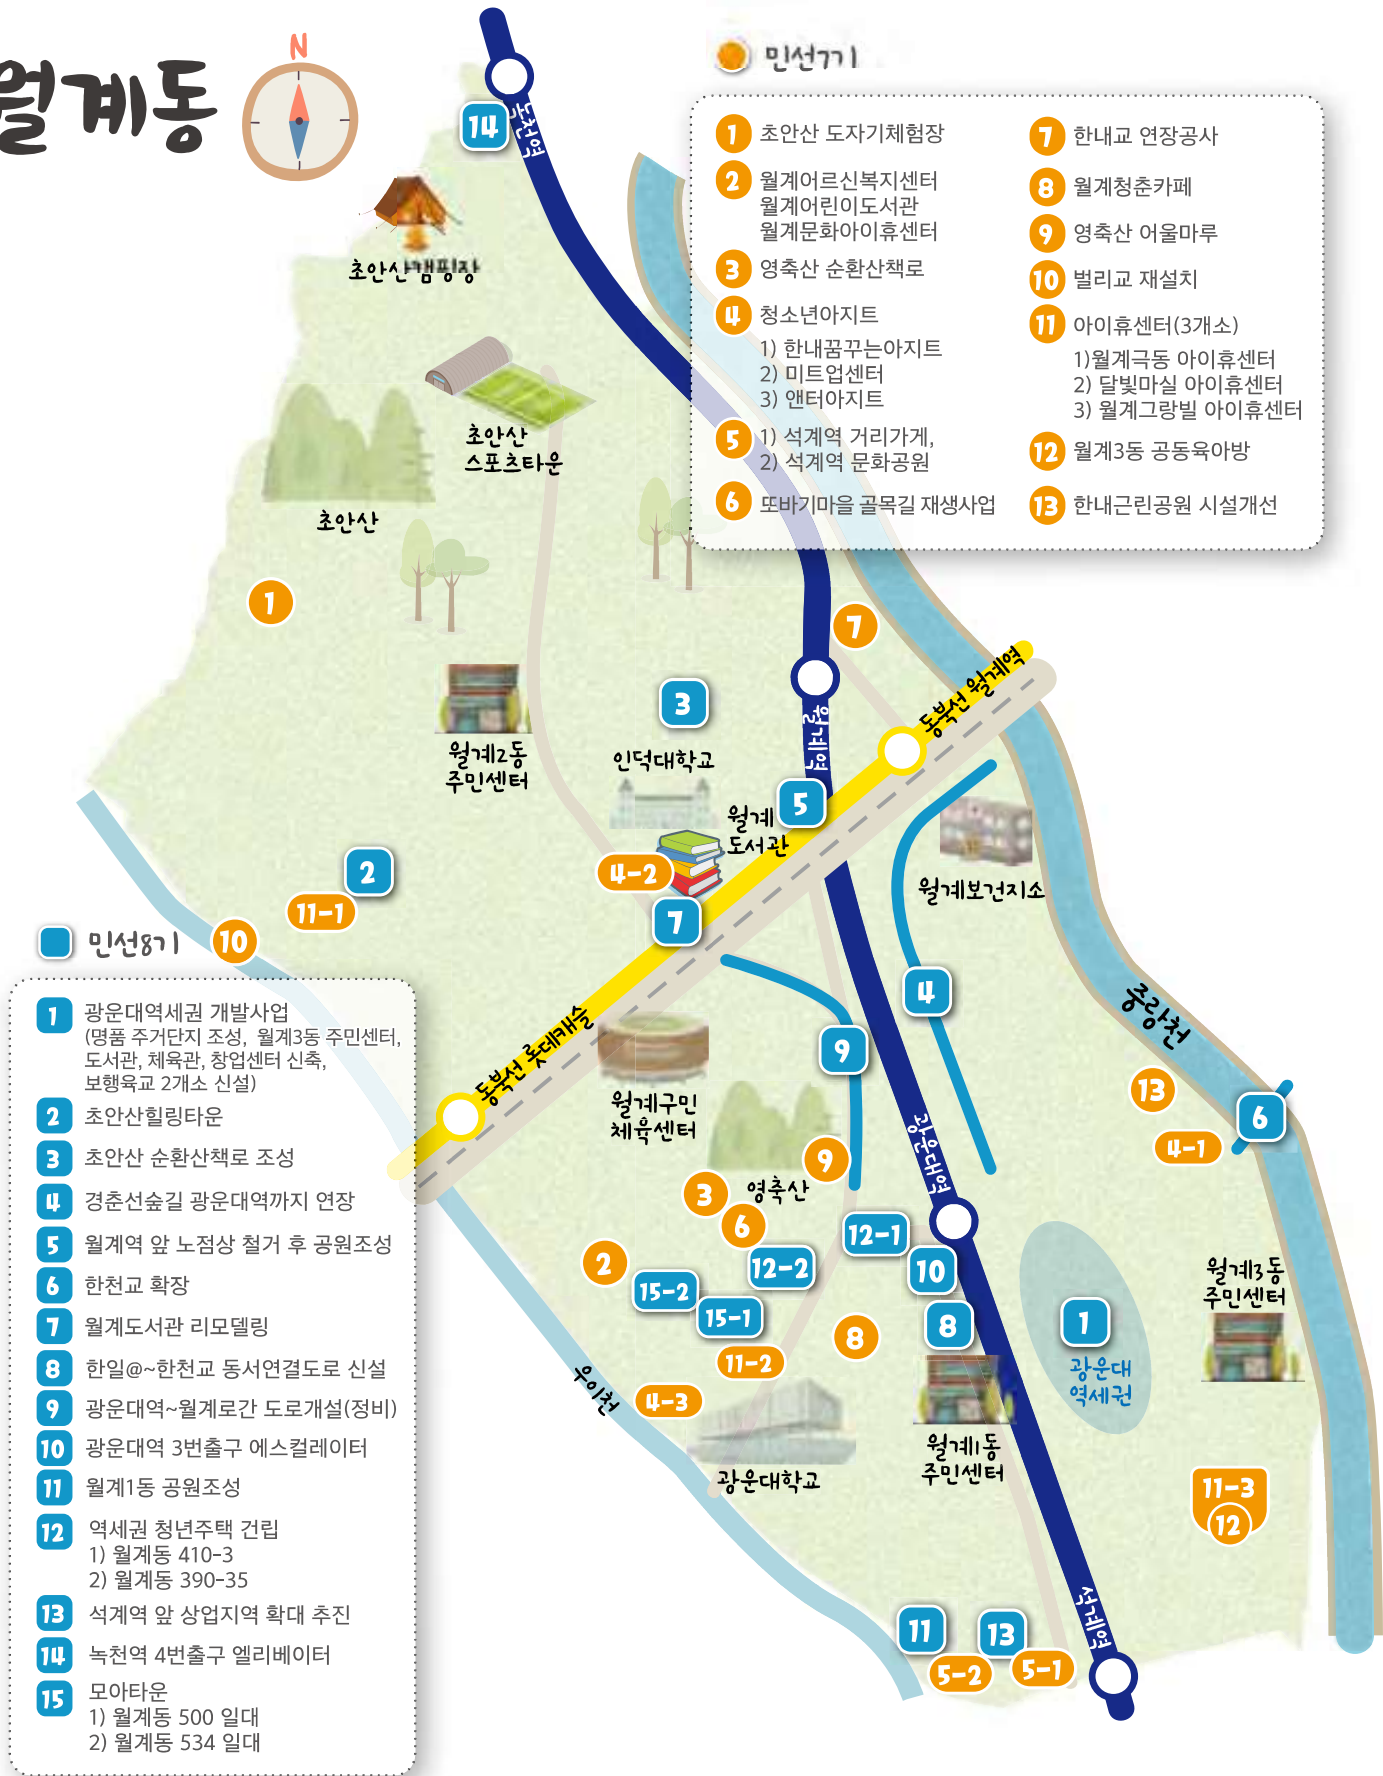 월계동
N
민선7기
1 초안산 도자기체험장
2 월계어르신복지센터
월계어린이도서관
월계문화아이휴센터
3 영축산 순환산책로
4 청소년아지트
1) 한내꿈꾸는아지트
2) 미트업센터
3) 앤터아지트
5 1) 석계역 거리가게,
2) 석계역 문화공원
6 또바기마을 골목길 재생사업
7 한내교 연장공사
8 월계청춘카페
9 영축산 어울마루
10 벌리교 재설치
11 아이휴센터(3개소)
1)월계극동 아이휴센터
2) 달빛마실 아이휴센터
3) 월계그랑빌 아이휴센터
12 월계3동 공동육아방
13 한내근린공원 시설개선
14
녹천역
초안산캠핑장
초안산
스포츠타운
초안산
1
7
월계2동
주민센터
3
인덕대학교
월계역
동북선 월계역
5
월계
도서관
4-2
7
월계보건지소
2
11-1
10
4
9
중랑천
동북선 롯데캐슬
월계구민
체육센터
13
6
4-1
광운대역
9
영축산
3
6
12-1
12-2
10
2
15-2
15-1
8
8
1
광운대
역세권
월계3동
주민센터
11-2
4-3
우이천
광운대학교
월계1동
주민센터
11-3
12
석계역
11
13
5-2
5-1
민선8기
1 광운대역세권 개발사업
(명품 주거단지 조성, 월계3동 주민센터,
도서관, 체육관, 창업센터 신축,
보행육교 2개소 신설)
2 초안산힐링타운
3 초안산 순환산책로 조성
4 경춘선숲길 광운대역까지 연장
5 월계역 앞 노점상 철거 후 공원조성
6 한천교 확장
7 월계도서관 리모델링
8 한일@~한천교 동서연결도로 신설
9 광운대역~월계로간 도로개설(정비)
10 광운대역 3번출구 에스컬레이터
11 월계1동 공원조성
12 역세권 청년주택 건립
1) 월계동 410-3
2) 월계동 390-35
13 석계역 앞 상업지역 확대 추진
14 녹천역 4번출구 엘리베이터
15 모아타운
1) 월계동 500 일대
2) 월계동 534 일대